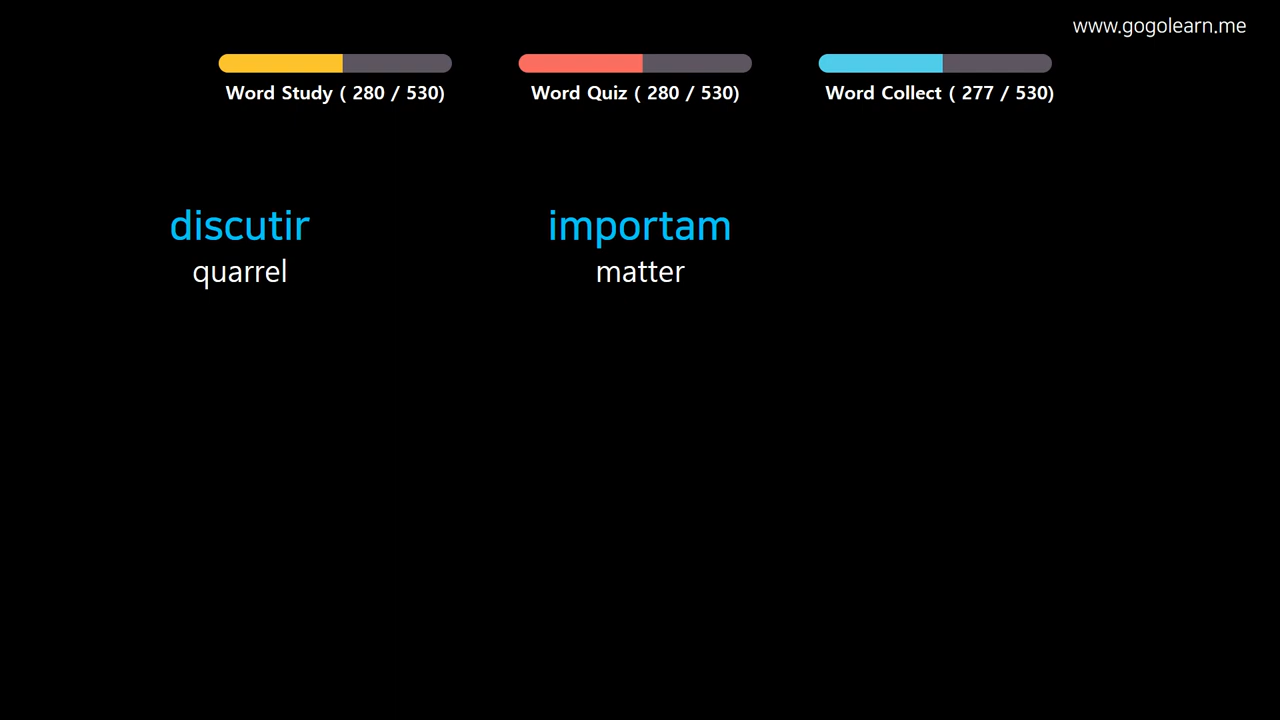 www.gogolearn.me
Word Study ( 280 / 530)
Word Quiz ( 280 / 530)
Word Collect ( 277 / 530)
discutir
quarrel
importam
matter